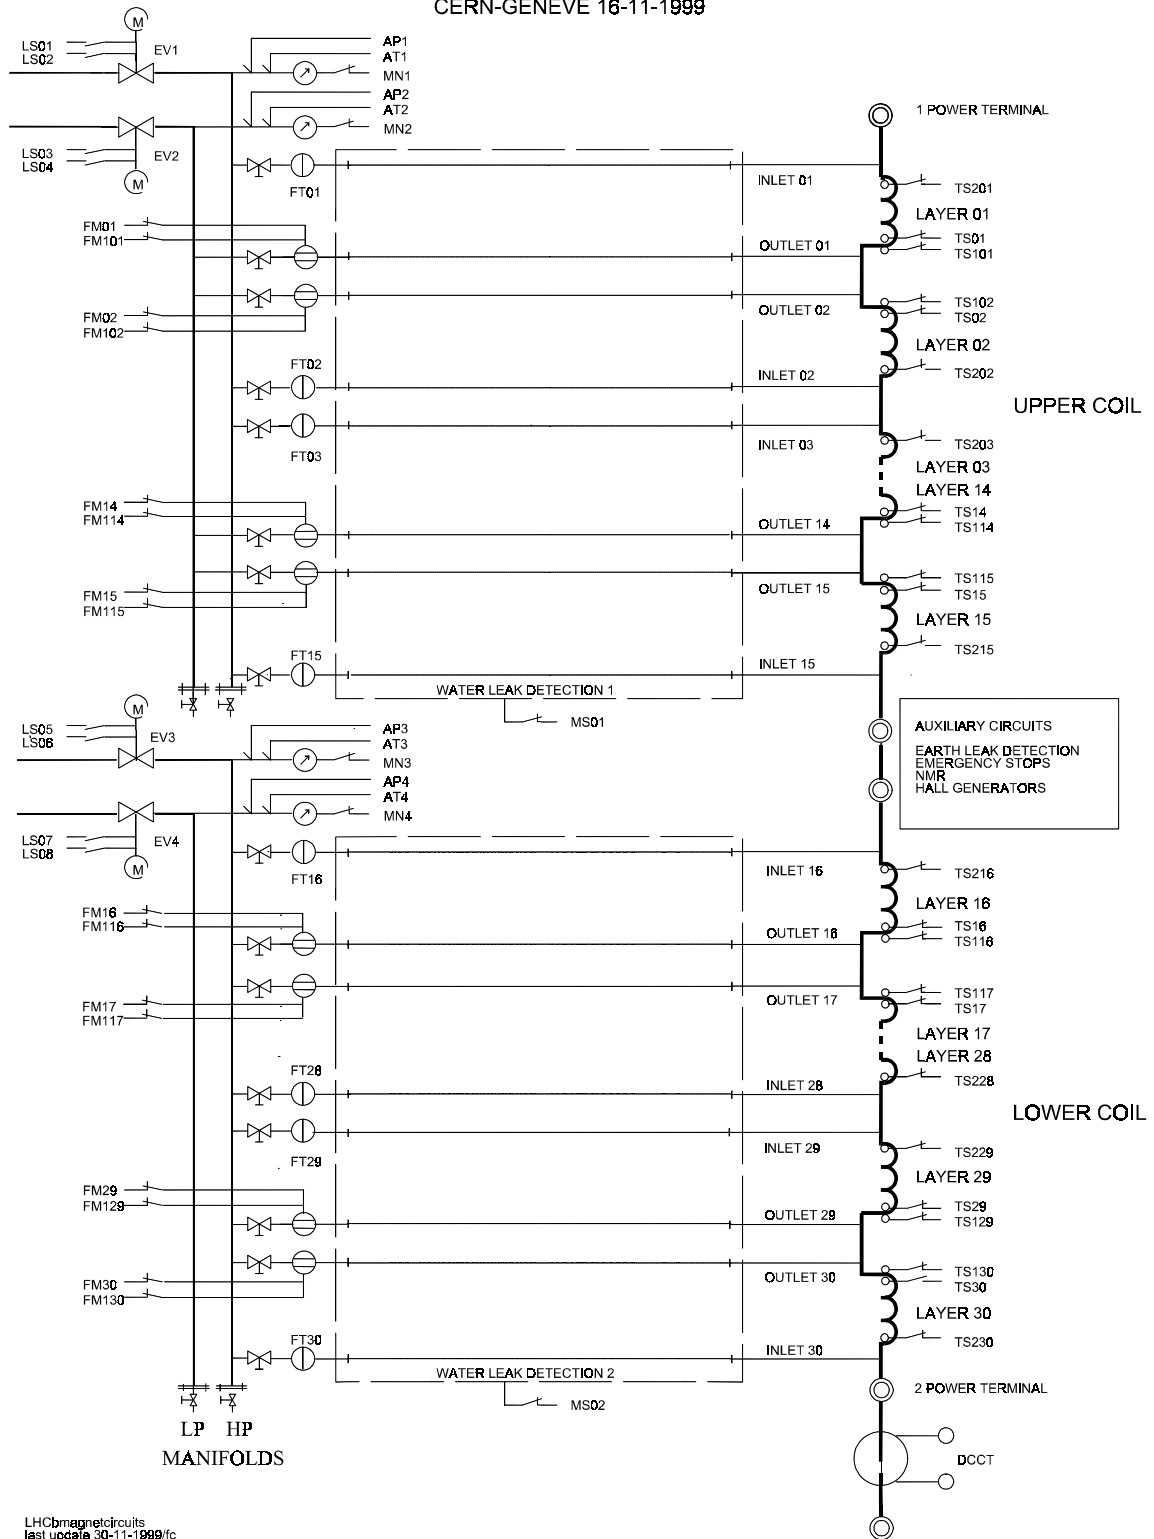 CERN-GENEVE 16-11-1999
M
LS01
LS02
EV1
AP1
AT1
MN1
AP2
AT2
MN2
LS03
LS04
EV2
M
1 POWER TERMINAL
FT01
INLET 01
TS201
LAYER 01
FM01
FM101
OUTLET 01
TS01
TS101
FM02
FM102
OUTLET 02
TS102
TS02
LAYER 02
FT02
INLET 02
TS202
UPPER COIL
FT03
INLET 03
TS203
LAYER 03
LAYER 14
FM14
FM114
OUTLET 14
TS14
TS114
FM15
FM115
OUTLET 15
TS115
TS15
LAYER 15
FT15
INLET 15
TS215
WATER LEAK DETECTION 1
MS01
M
LS05
LS06
EV3
AP3
AT3
MN3
AP4
AT4
MN4
AUXILIARY CIRCUITS
EARTH LEAK DETECTION
EMERGENCY STOPS
NMR
HALL GENERATORS
LS07
LS08
EV4
M
FT16
INLET 16
TS216
LAYER 16
FM16
FM116
OUTLET 16
TS16
TS116
FM17
FM117
OUTLET 17
TS117
TS17
LAYER 17
LAYER 28
FT28
INLET 28
TS228
LOWER COIL
FT29
INLET 29
TS229
LAYER 29
FM29
FM129
OUTLET 29
TS29
TS129
FM30
FM130
OUTLET 30
TS130
TS30
LAYER 30
FT30
INLET 30
TS230
WATER LEAK DETECTION 2
MS02
2 POWER TERMINAL
LP HP
MANIFOLDS
DCCT
LHCbmagnetcircuits
last update 30-11-1999/fc